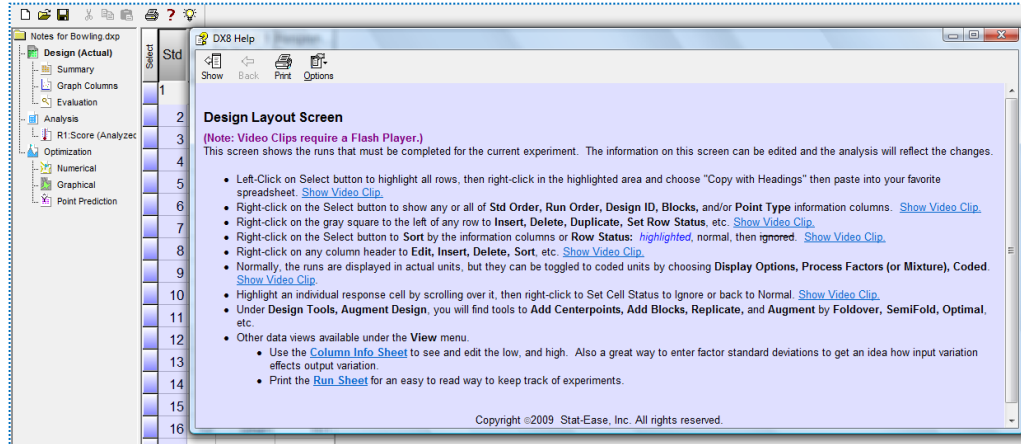 Notes for Bowling.dxp
Design (Actual)
Summary
Graph Columns
Evaluation
Analysis
R1:Score (Analyzec
Optimization
Numerical
Graphical
Point Prediction
Select
Std
1
2
3
4
5
6
7
8
9
10
11
12
13
14
15
16
DX8 Help
Show Back Print Options
Design Layout Screen
(Note: Video Clips require a Flash Player.)
This screen shows the runs that must be completed for the current experiment. The information on this screen can be edited and the analysis will reflect the changes.
• Left-Click on Select button to highlight all rows, then right-click in the highlighted area and choose "Copy with Headings" then paste into your favorite
spreadsheet. Show Video Clip.
• Right-click on the Select button to show any or all of Std Order, Run Order, Design ID, Blocks, and/or Point Type information columns. Show Video Clip.
• Right-click on the gray square to the left of any row to Insert, Delete, Duplicate, Set Row Status, etc. Show Video Clip.
• Right-click on the Select button to Sort by the information columns or Row Status: highlighted, normal, then ignored. Show Video Clip.
• Right-click on any column header to Edit, Insert, Delete, Sort, etc. Show Video Clip.
• Normally, the runs are displayed in actual units, but they can be toggled to coded units by choosing Display Options, Process Factors (or Mixture), Coded.
Show Video Clip.
• Highlight an individual response cell by scrolling over it, then right-click to Set Cell Status to Ignore or back to Normal. Show Video Clip.
• Under Design Tools, Augment Design, you will find tools to Add Centerpoints, Add Blocks, Replicate, and Augment by Foldover, SemiFold, Optimal,
etc.
• Other data views available under the View menu.
• Use the Column Info Sheet to see and edit the low, and high. Also a great way to enter factor standard deviations to get an idea how input variation
effects output variation.
• Print the Run Sheet for an easy to read way to keep track of experiments.
Copyright ©2009 Stat-Ease, Inc. All rights reserved.